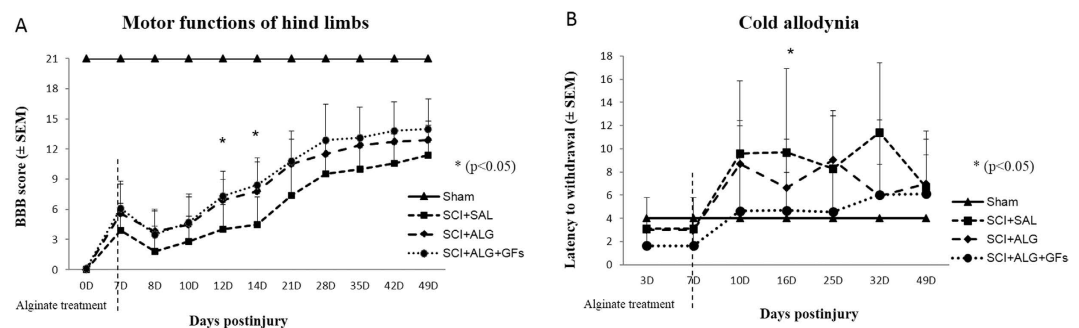 A
Motor functions of hind limbs
BBB score (± SEM)
21
18
15
12
9
6
3
0
* *
* (p<0.05)
Sham
SCI+SAL
SCI+ALG
SCI+ALG+GFs
0D 7D 8D 10D 12D 14D 21D 28D 35D 42D 49D
Alginate treatment
Days postinjury
B
Cold allodynia
Latency to withdrawal (± SEM)
18
16
14
12
10
8
6
4
2
0
*
* (p<0.05)
Sham
SCI+SAL
SCI+ALG
SCI+ALG+GFs
3D 7D 10D 16D 25D 32D 49D
Alginate treatment
Days postinjury